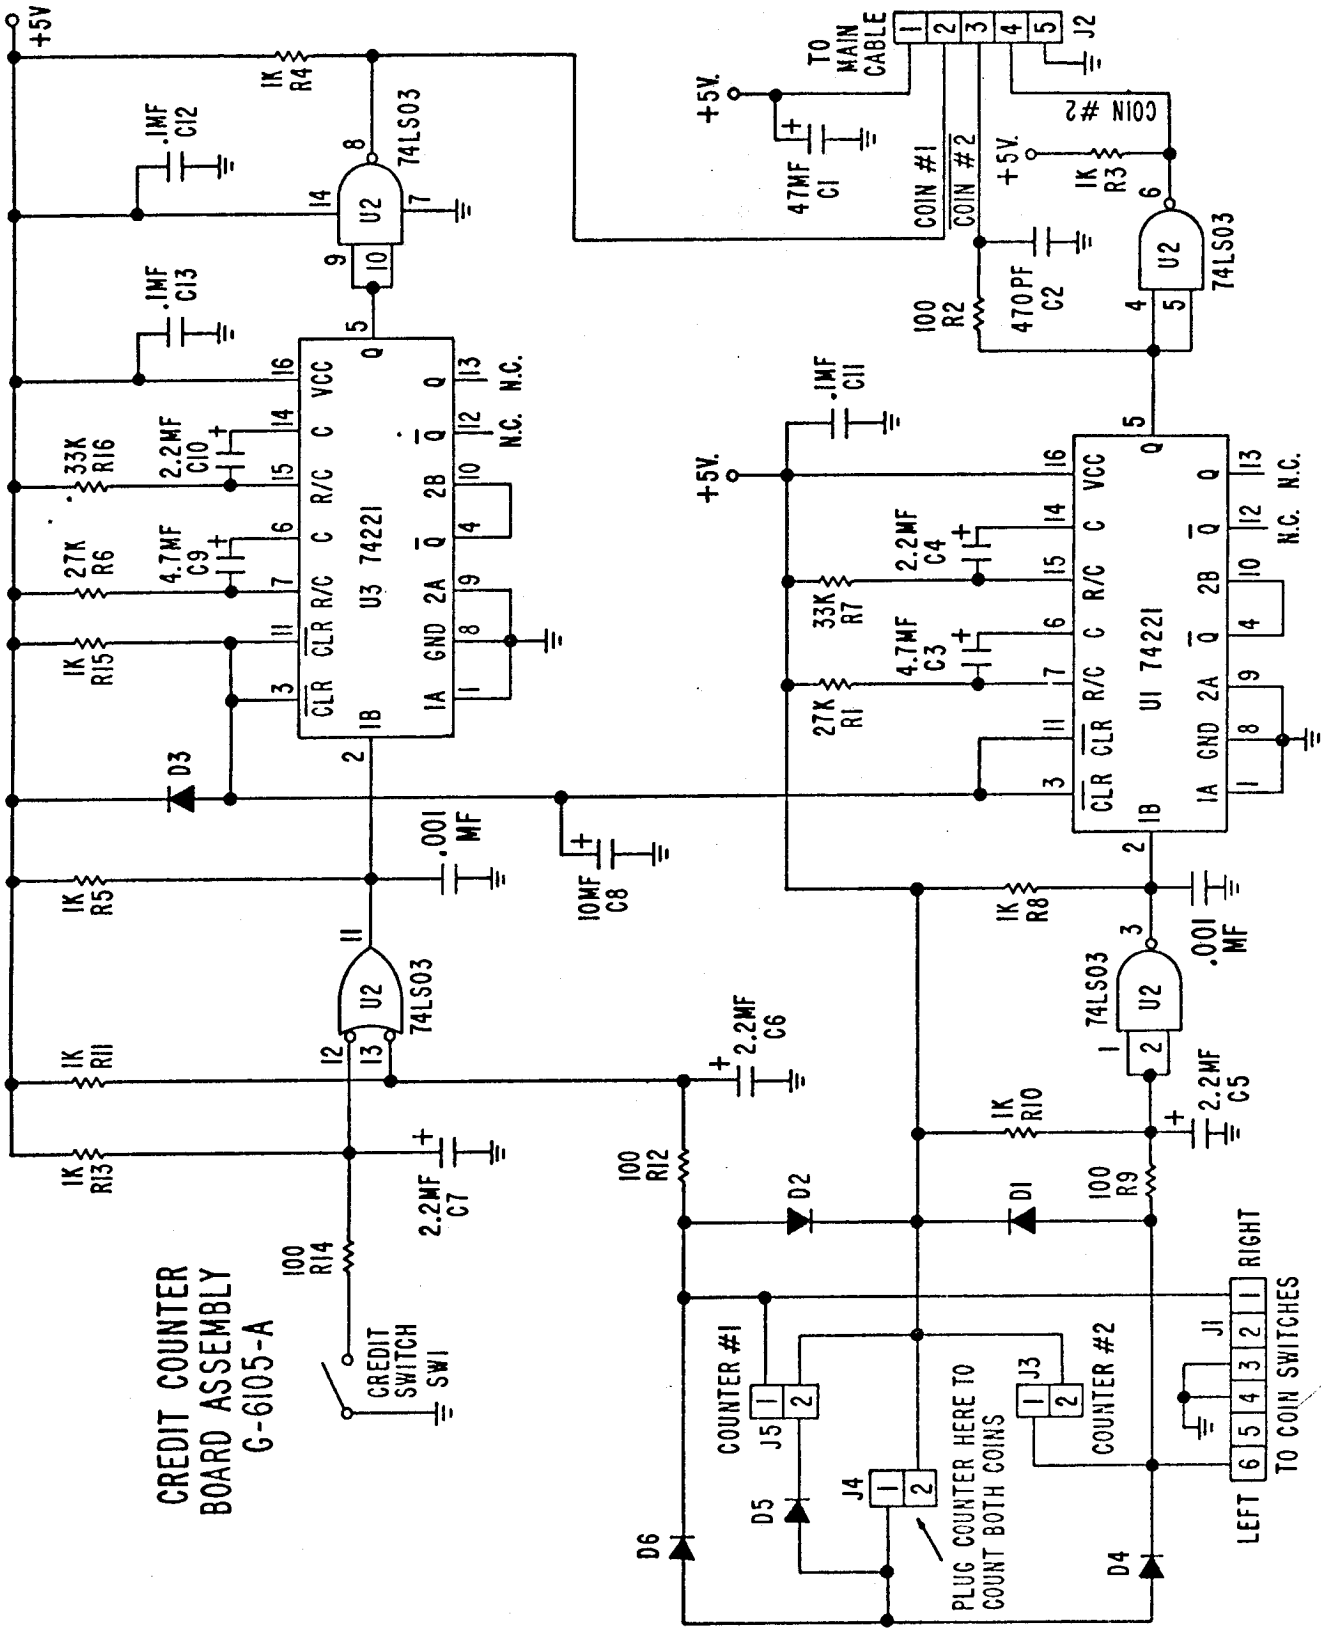 CREDIT COUNTER
BOARD ASSEMBLY
G-6105-A
+5V
1K
R13
1K
R11
1K
R5
D3
1K
R15
27K
R6
33K
R16
.1MF
C13
.1MF
C12
1K
R4
4.7MF
C9
+
2.2MF
C10
+
3
11
7
6
15
14
16
CLR
CLR
R/C
C
R/C
C
VCC
2
1B
U3 74221
Q
5
1A
GND
2A
Q
2B
Q
Q
1
8
9
4
10
12
13
N.C.
N.C.
9
10
U2
14
7
8
74LS03
100
R14
CREDIT
SWITCH
SW1
2.2MF
C7
+
12
13
U2
11
74LS03
.001
MF
10MF
C8
+
100
R12
2.2MF
C6
+
D2
D1
1K
R10
100
R9
2.2MF
C5
+
1
2
U2
3
74LS03
1K
R8
.001
MF
+5V.
.1MF
C11
27K
R1
4.7MF
C3
+
33K
R7
2.2MF
C4
+
3
11
7
6
15
14
16
CLR
CLR
R/C
C
R/C
C
VCC
2
1B
U1 74221
Q
5
1A
GND
2A
Q
2B
Q
Q
1
8
9
4
10
12
13
N.C.
N.C.
100
R2
470PF
C2
4
5
U2
6
74LS03
+5V.
1K
R3
+5V.
47MF
C1
+
COIN #1
COIN #2
COIN #2
TO
MAIN
CABLE
1
2
3
4
5
J2
COUNTER #1
J5
1
2
D5
D6
J4
1
2
PLUG COUNTER HERE TO
COUNT BOTH COINS
J3
1
2
COUNTER #2
D4
LEFT
6
5
4
3
2
1
J1
RIGHT
TO COIN SWITCHES